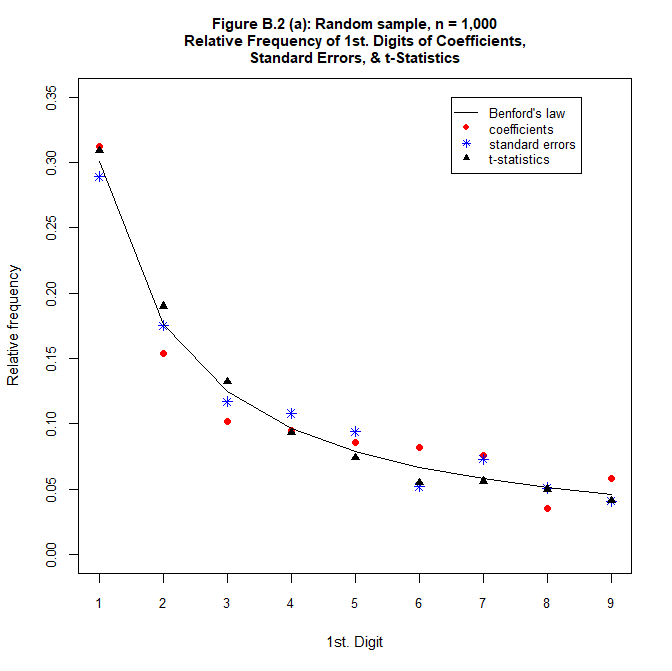 Figure B.2 (a): Random sample, n = 1,000
Relative Frequency of 1st. Digits of Coefficients,
Standard Errors, & t-Statistics
Benford's law
coefficients
standard errors
t-statistics
Relative frequency
0.35
0.30
0.25
0.20
0.15
0.10
0.05
0.00
1 2 3 4 5 6 7 8 9
1st. Digit